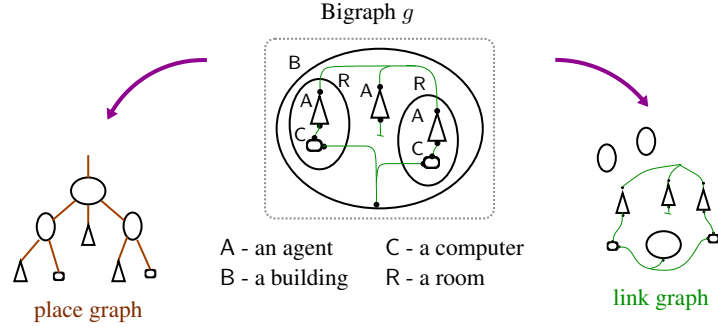 Bigraph g
B
R
A
A
R
A
C
C
A - an agent C - a computer
B - a building R - a room
place graph
link graph